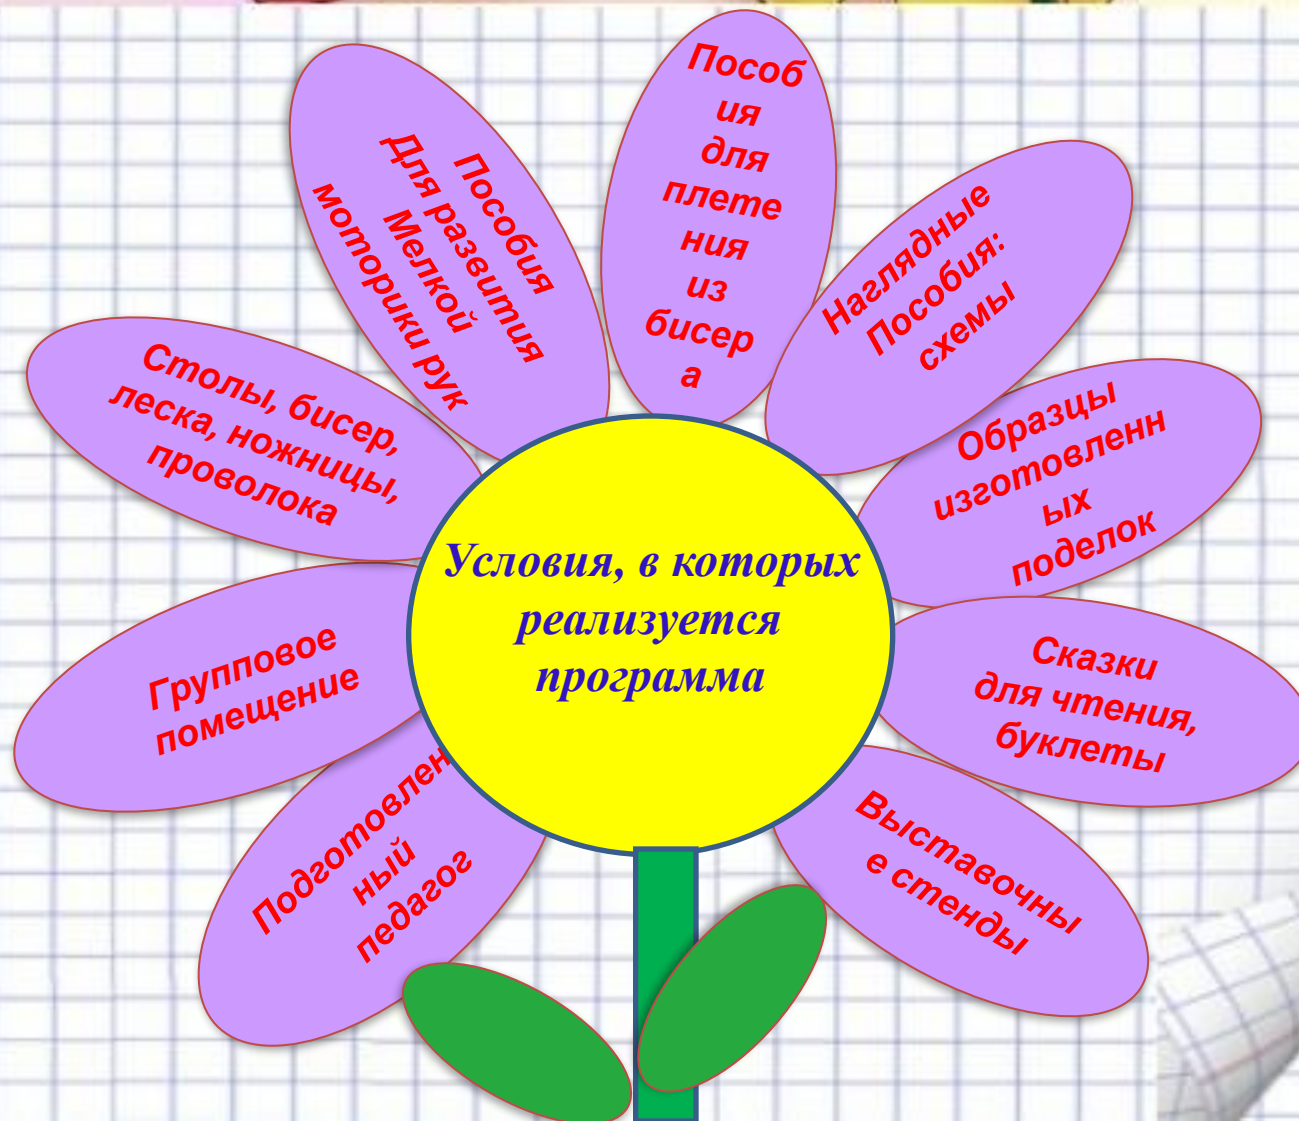 Условия, в которых
реализуется
программа
Подготовлен
ный
педагог
Групповое
помещение
Столы, бисер,
леска, ножницы,
проволока
Пособия
Для развития
Мелкой
моторики рук
Пособ
ия
для
плете
ния
из
бисер
а
Наглядные
Пособия:
схемы
Образцы
изготовленн
ых
поделок
Сказки
для чтения,
буклеты
Выставочны
е стенды